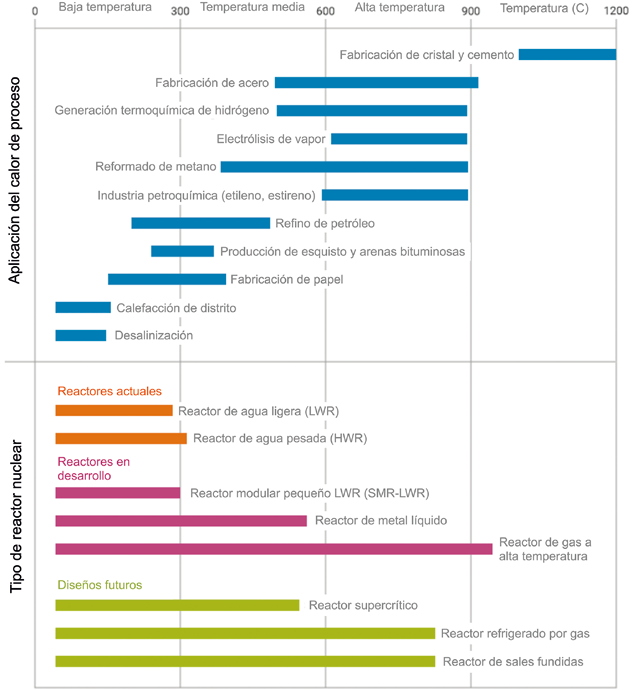 Baja temperatura Temperatura media Alta temperatura Temperatura (C)
0 300 600 900 1200
Aplicación del calor de proceso
Fabricación de cristal y cemento
Fabricación de acero
Generación termoquímica de hidrógeno
Electrólisis de vapor
Reformado de metano
Industria petroquímica (etileno, estireno)
Refino de petróleo
Producción de esquisto y arenas bituminosas
Fabricación de papel
Calefacción de distrito
Desalinización
Tipo de reactor nuclear
Reactores actuales
Reactor de agua ligera (LWR)
Reactor de agua pesada (HWR)
Reactores en
desarrollo
Reactor modular pequeño LWR (SMR-LWR)
Reactor de metal líquido
Reactor de gas a
alta temperatura
Diseños futuros
Reactor supercrítico
Reactor refrigerado por gas
Reactor de sales fundidas